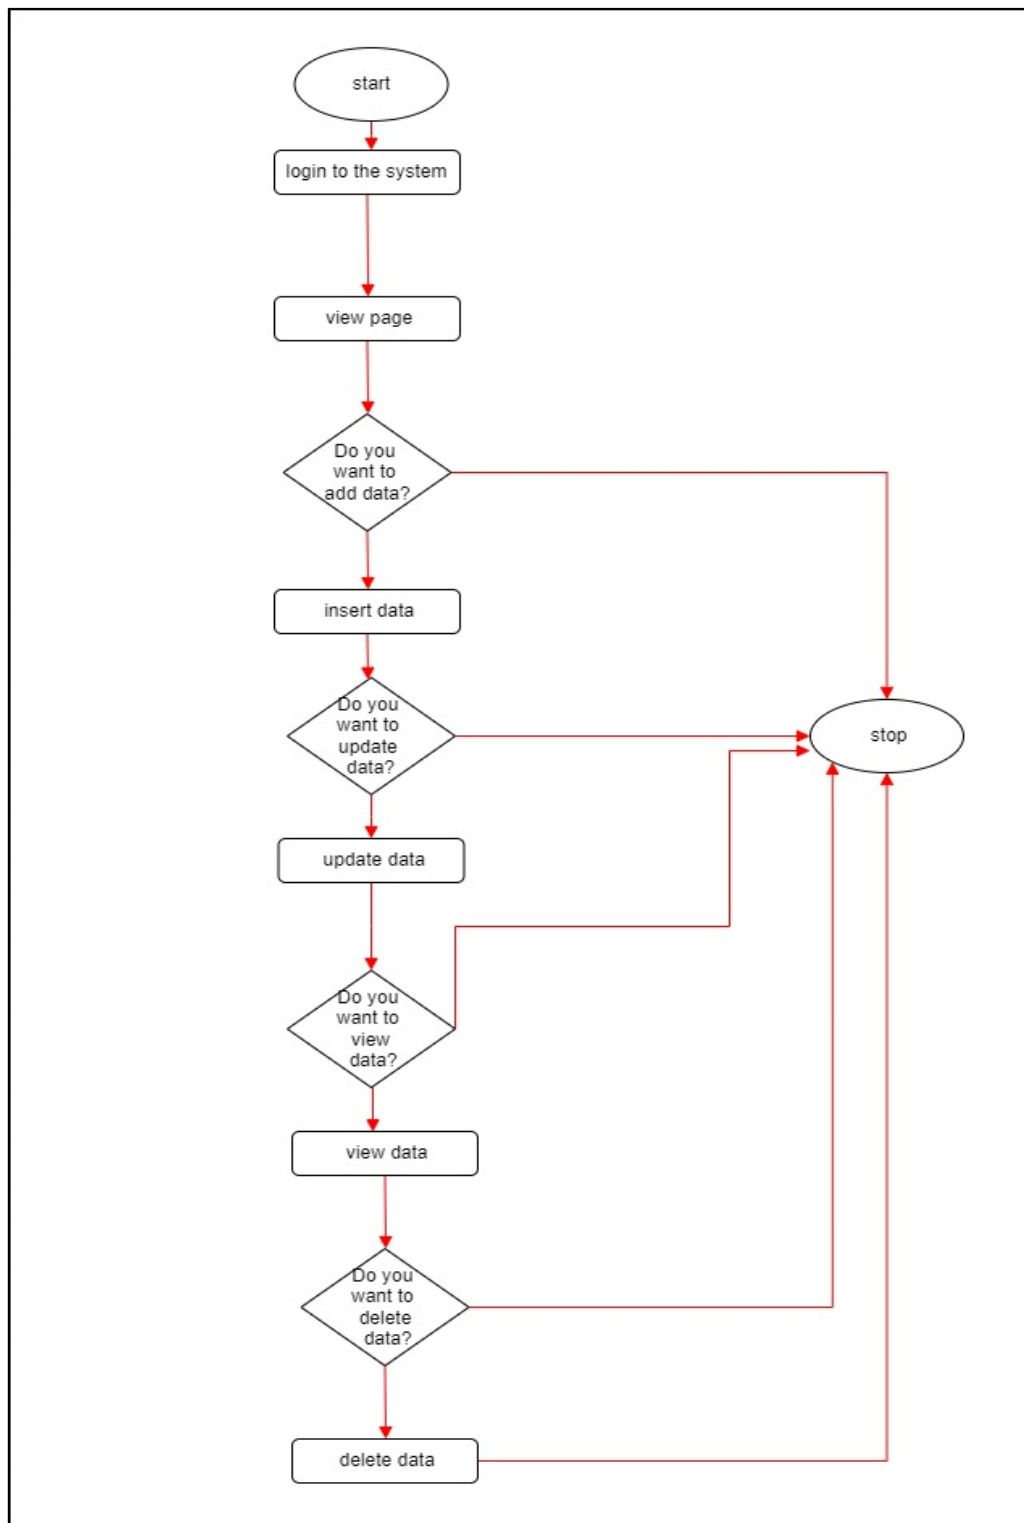 start
login to the system
view page
Do you
want to
add data?
insert data
Do you
want to
update
data?
stop
update data
Do you
want to
view
data?
view data
Do you
want to
delete
data?
delete data